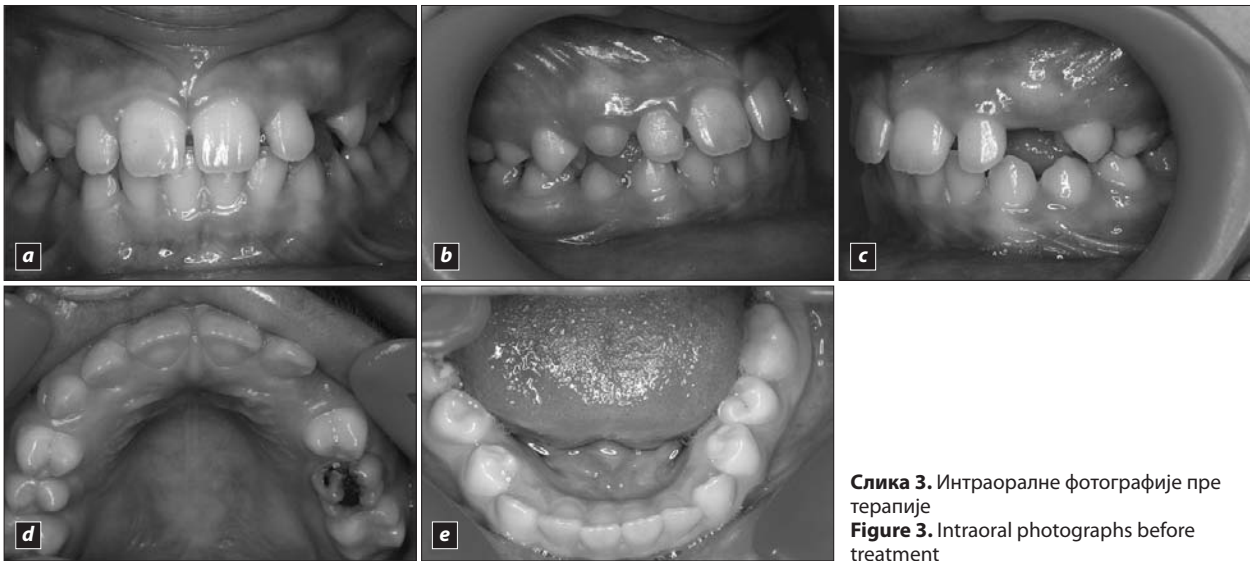 a
b
c
d
e
Слика 3. Интраоралне фотографије пре
терапије
Figure 3. Intraoral photographs before
treatment